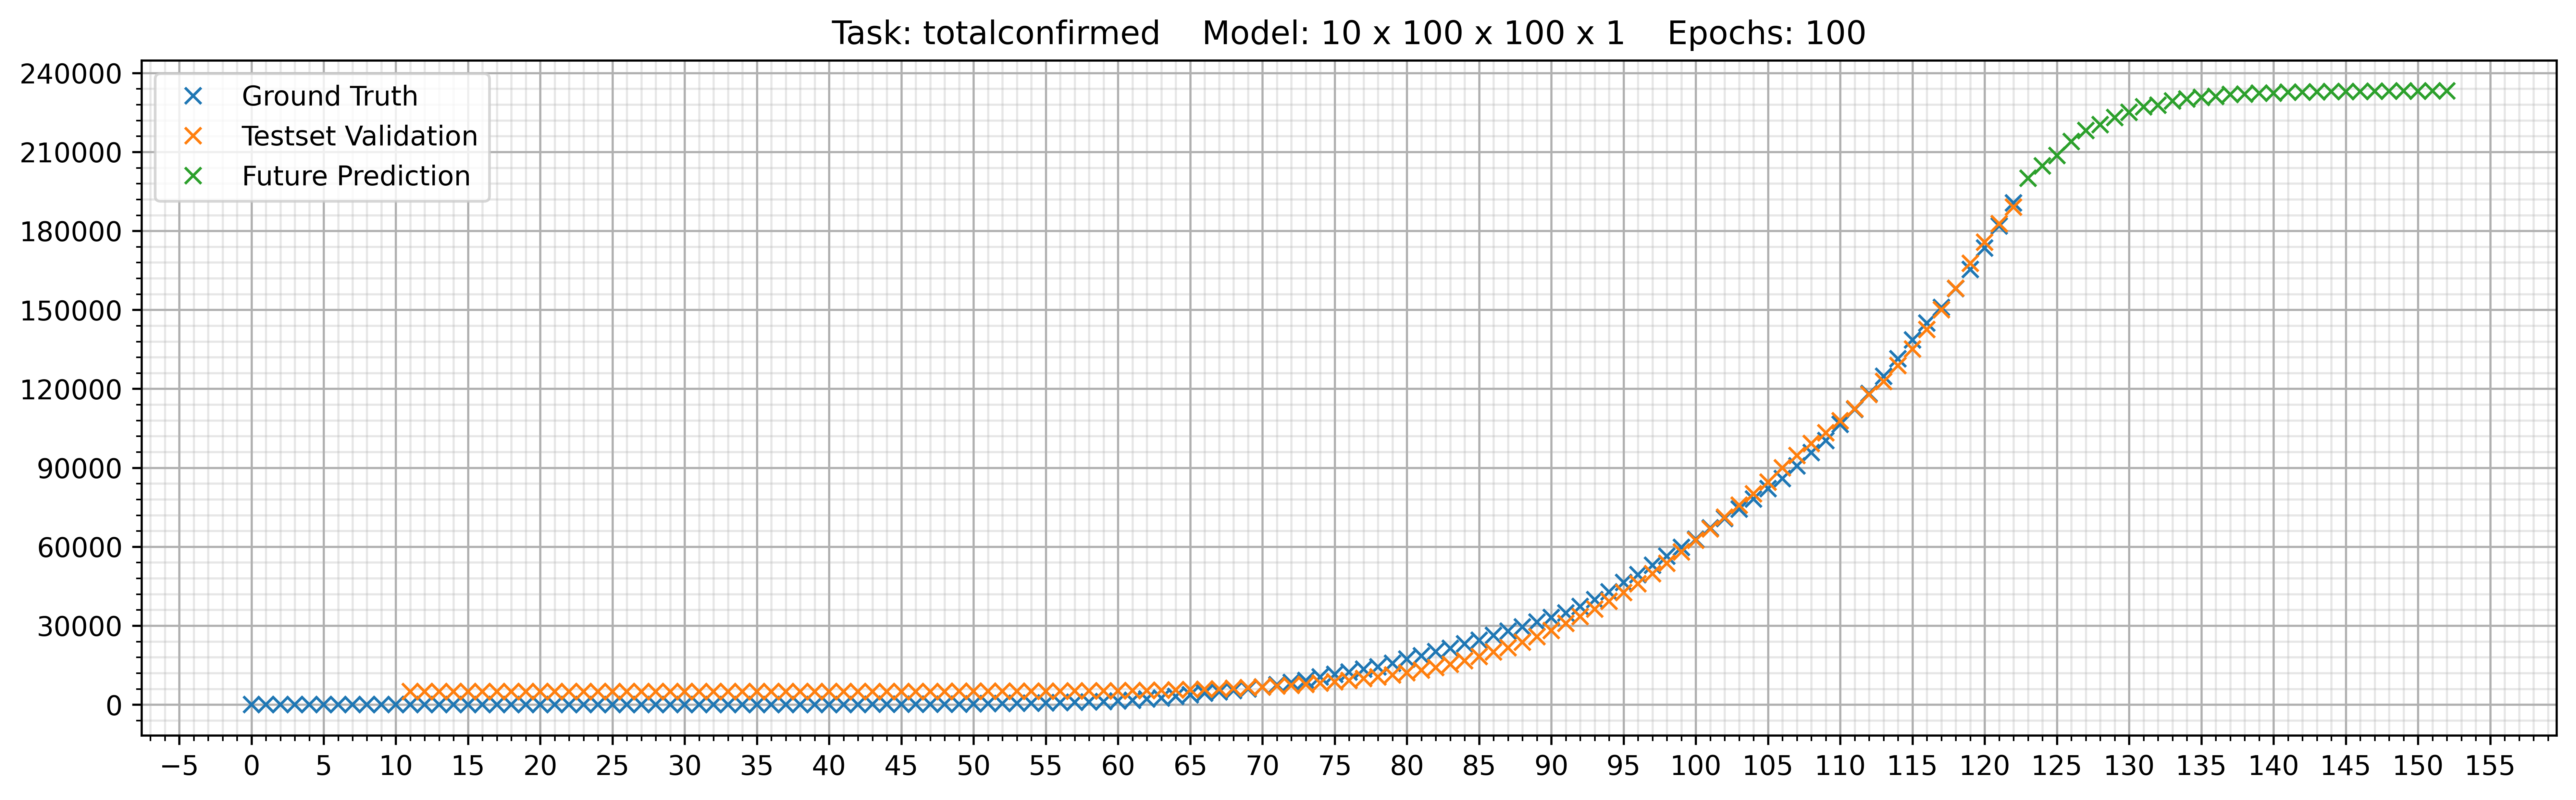 Task: totalconfirmed    Model: 10 x 100 x 100 x 1    Epochs: 100
240000
210000
180000
150000
120000
90000
60000
30000
0
Ground Truth
Testset Validation
Future Prediction
−5 0 5 10 15 20 25 30 35 40 45 50 55 60 65 70 75 80 85 90 95 100 105 110 115 120 125 130 135 140 145 150 155